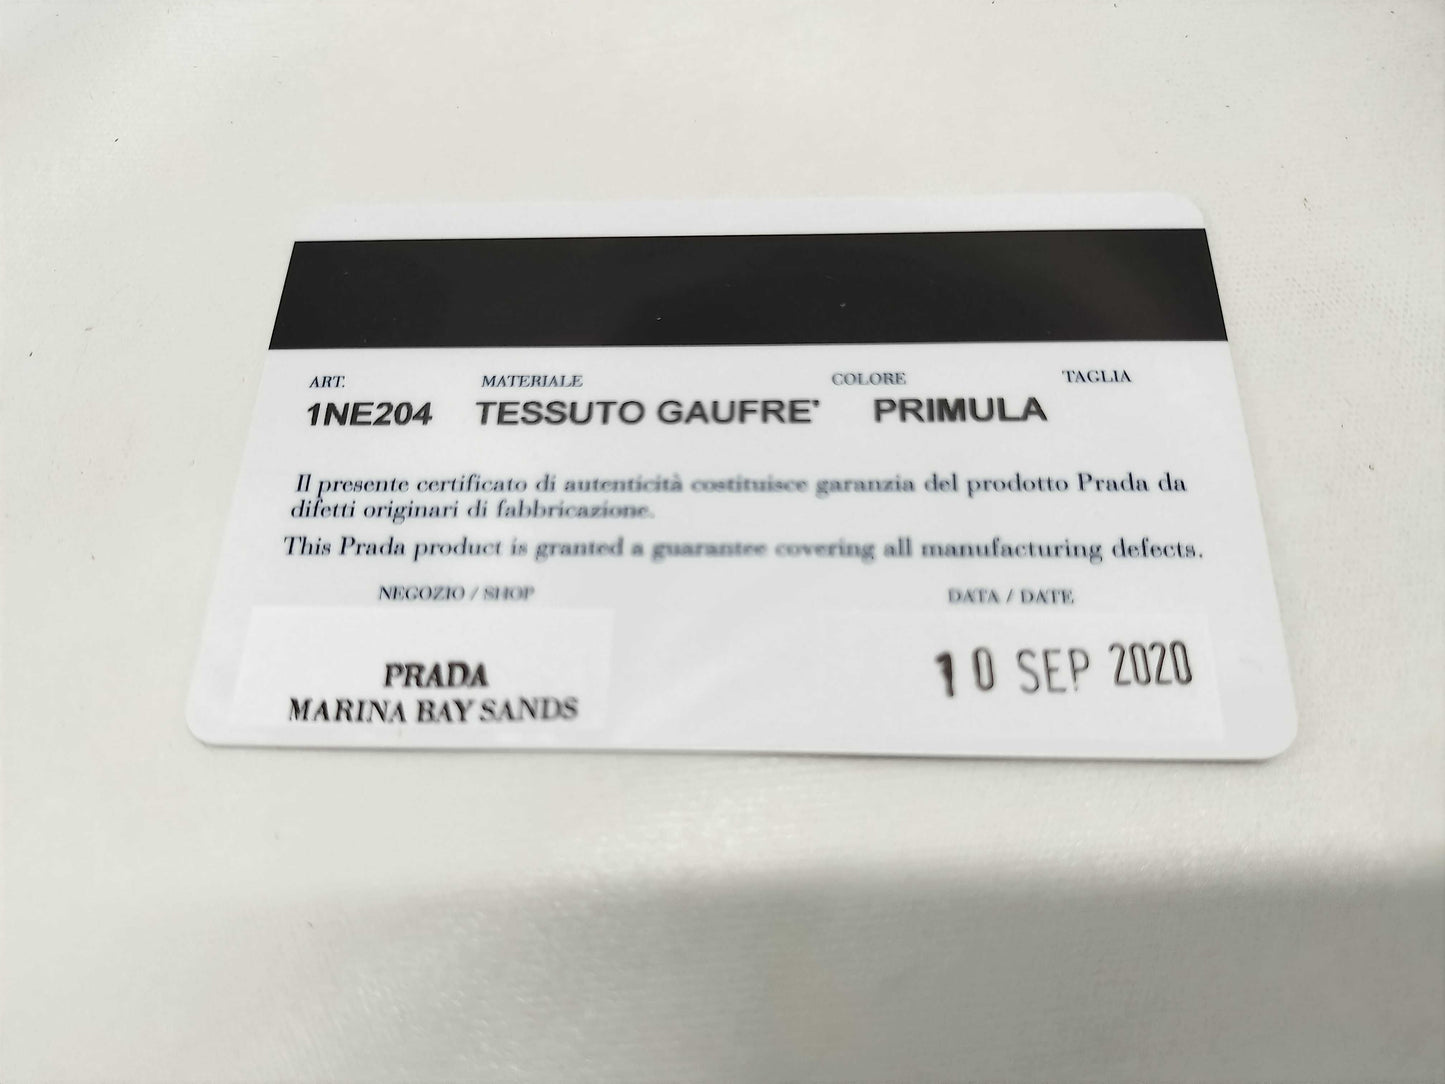 ART. MATERIALE COLORE TAGLIA
1NE204 TESSUTO GAUFRE' PRIMULA
Il presente certificato di autenticità costituisce garanzia del prodotto Prada da
difetti originari di fabbricazione.
This Prada product is granted a guarantee covering all manufacturing defects.
NEGOZIO / SHOP DATA / DATE
PRADA
MARINA BAY SANDS
10 SEP 2020